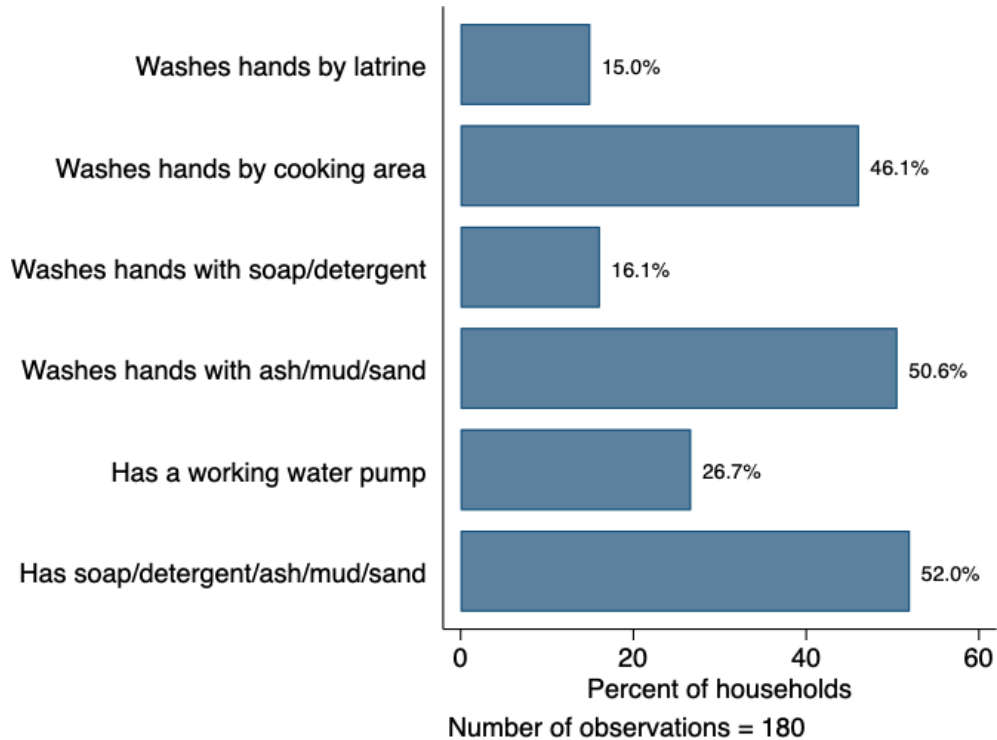 Washes hands by latrine
15.0%
Washes hands by cooking area
46.1%
Washes hands with soap/detergent
16.1%
Washes hands with ash/mud/sand
50.6%
Has a working water pump
26.7%
Has soap/detergent/ash/mud/sand
52.0%
0 20 40 60
Percent of households
Number of observations = 180